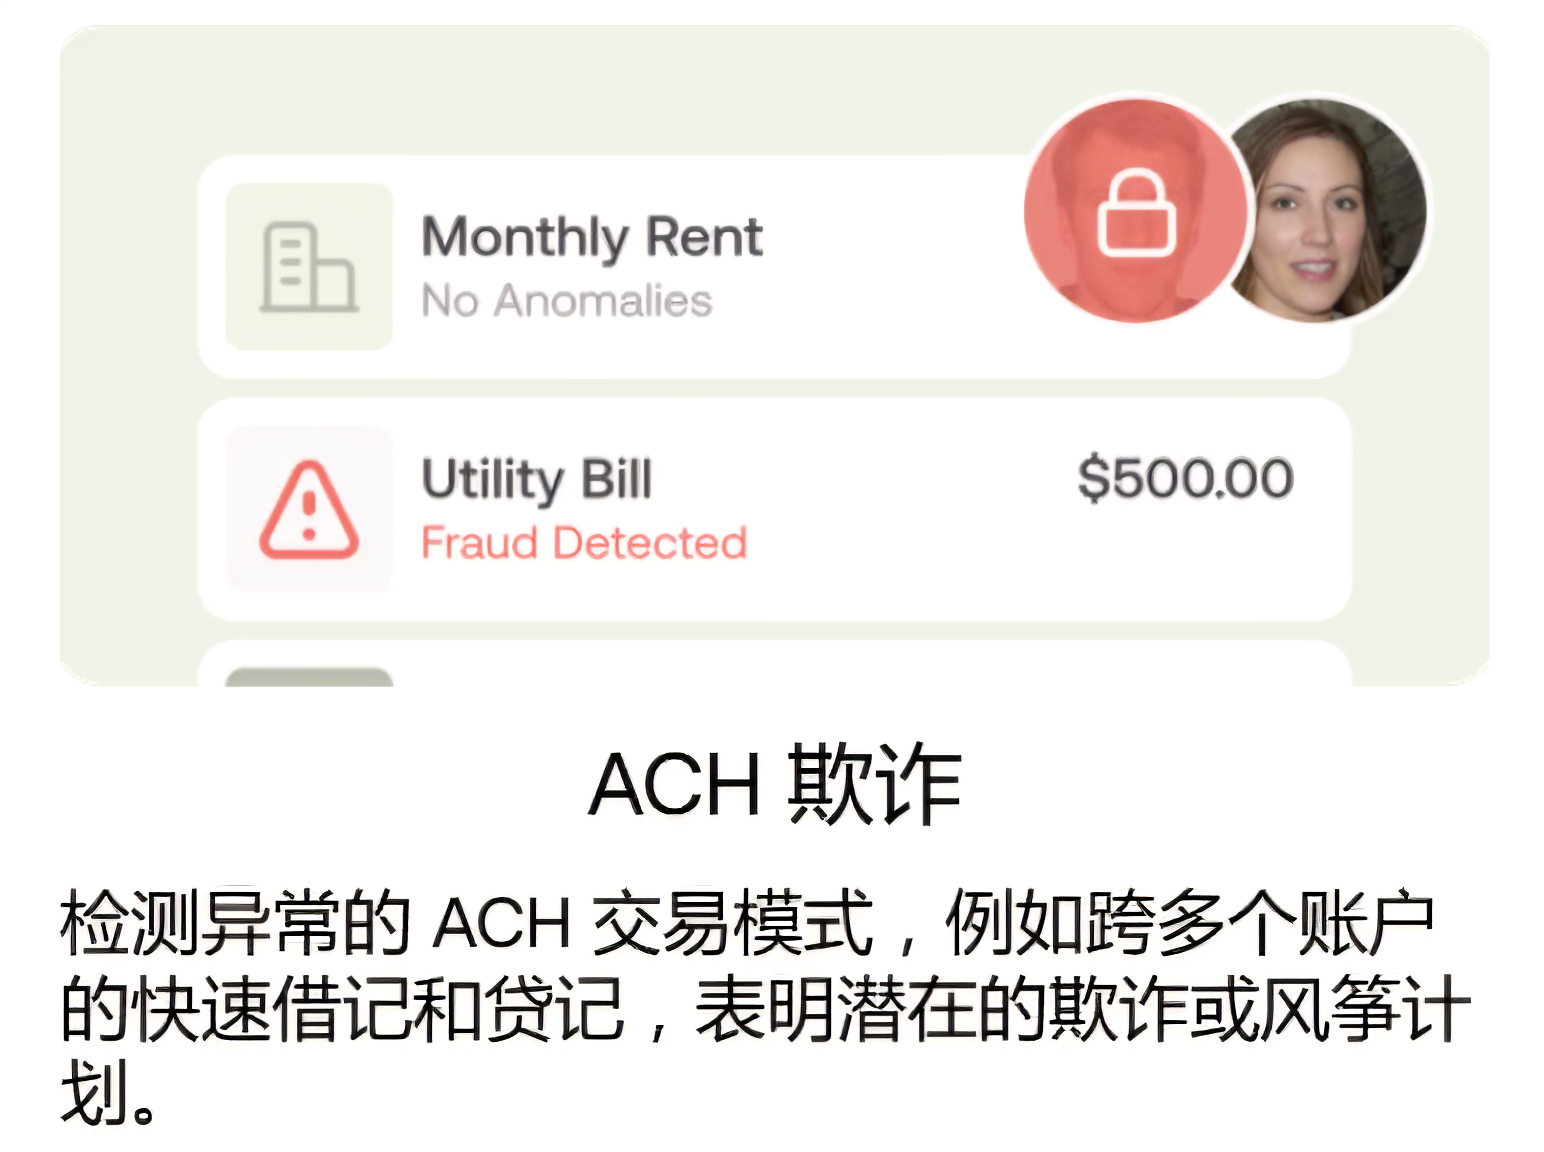 Monthly Rent
No Anomalies
Utility Bill
$500.00
Fraud Detected
ACH 欺诈
检测异常的 ACH 交易模式，例如跨多个账户
的快速借记和贷记，表明潜在的欺诈或风筝计
划。